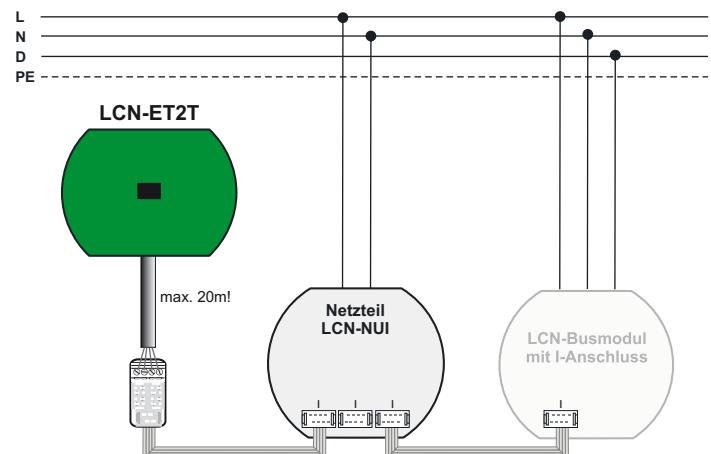 L
N
D
PE
LCN-ET2T
max. 20m!
Netzteil
LCN-NUI
LCN-Busmodul
mit I-Anschluss
I
I
I
I